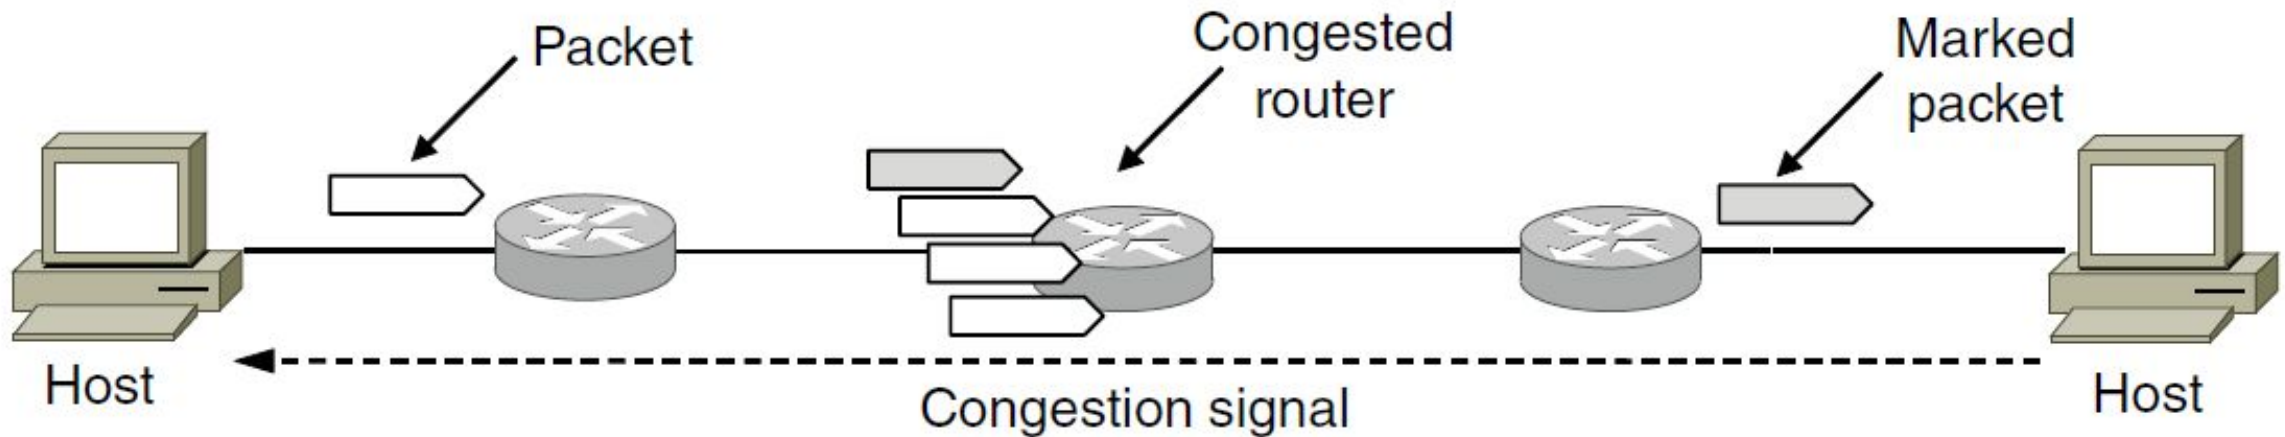 Packet
Congested
router
Marked
packet
Host
Congestion signal
Host